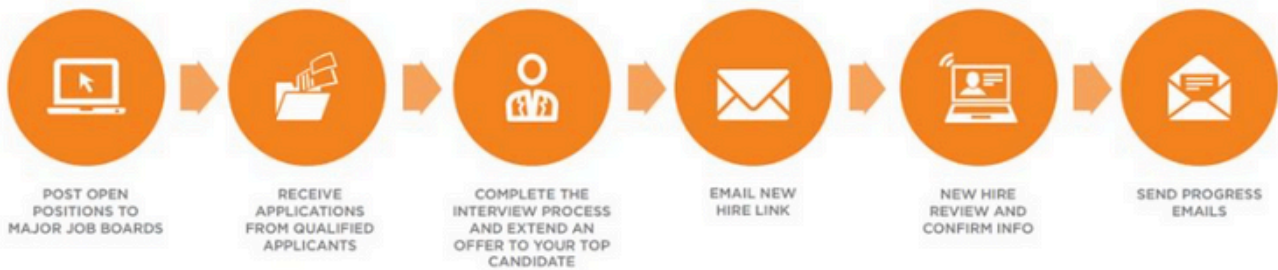 POST OPEN
POSITIONS TO
MAJOR JOB BOARDS
RECEIVE
APPLICATIONS
FROM QUALIFIED
APPLICANTS
COMPLETE THE
INTERVIEW PROCESS
AND EXTEND AN
OFFER TO YOUR TOP
CANDIDATE
EMAIL NEW
HIRE LINK
NEW HIRE
REVIEW AND
CONFIRM INFO
SEND PROGRESS
EMAILS